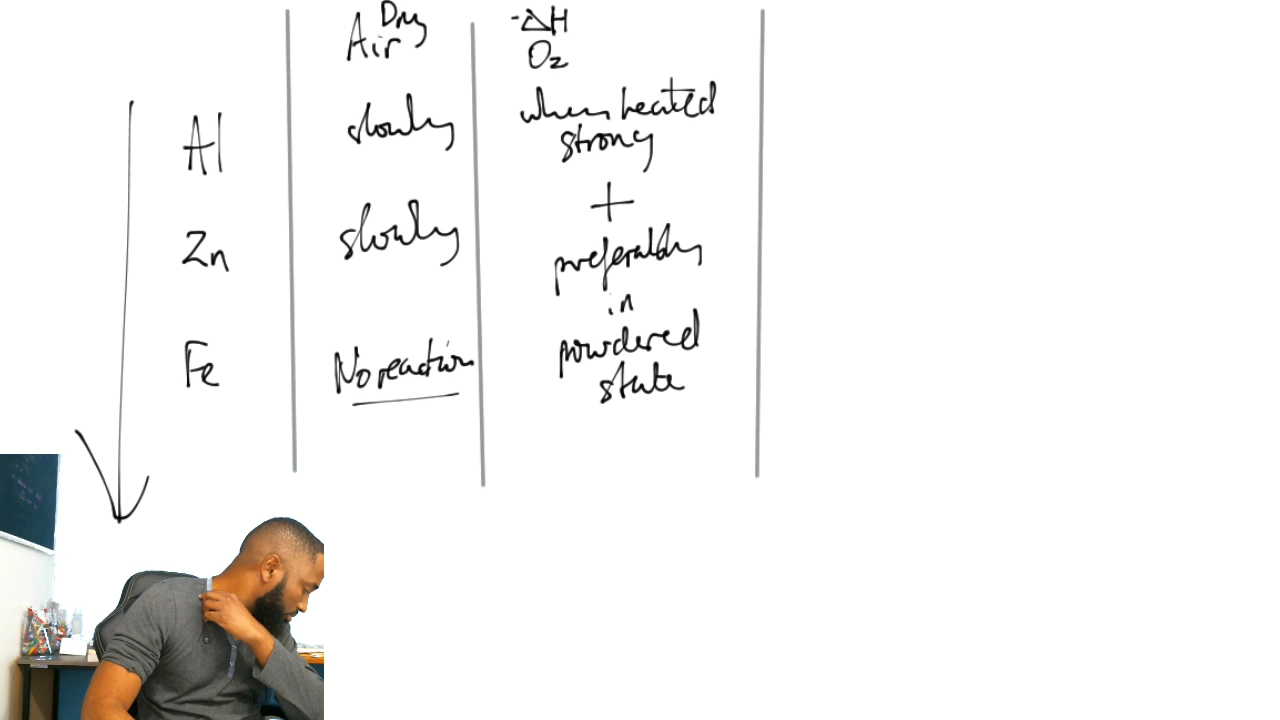 Dry
Air
-ΔH
O₂
Al
slowly
when heated
strong
+
Zn
slowly
preferably
in
powdered
state
Fe
No reaction